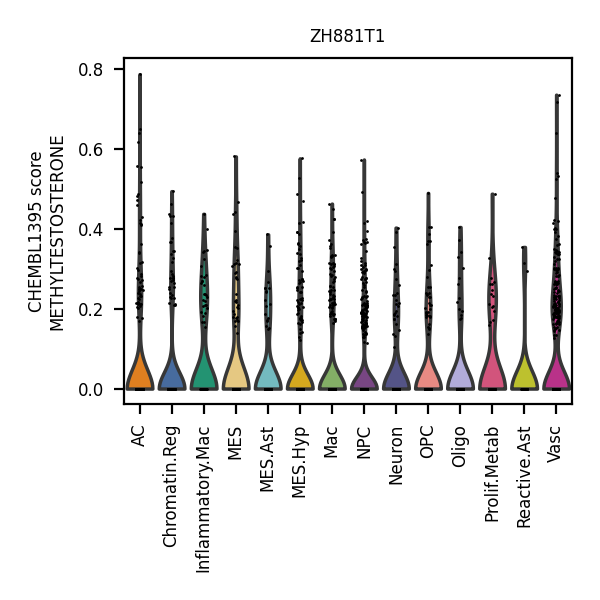 ZH881T1
CHEMBL1395 score
METHYLTESTOSTERONE
0.8
0.6
0.4
0.2
0.0
AC
Chromatin.Reg
Inflammatory.Mac
MES
MES.Ast
MES.Hyp
Mac
NPC
Neuron
OPC
Oligo
Prolif.Metab
Reactive.Ast
Vasc